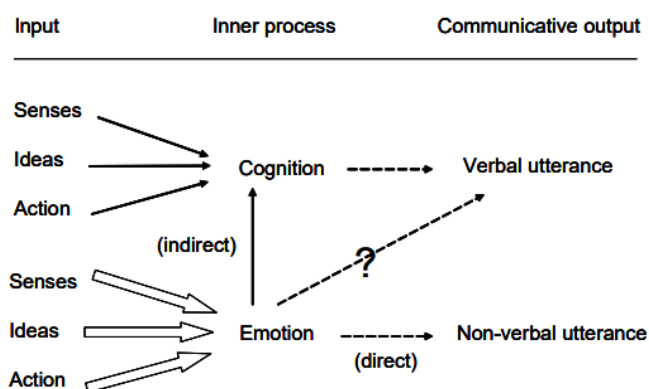 Input Inner process Communicative output
Senses
Ideas Cognition Verbal utterance
Action
(indirect)
?
Senses
Ideas Emotion Non-verbal utterance
(direct)
Action